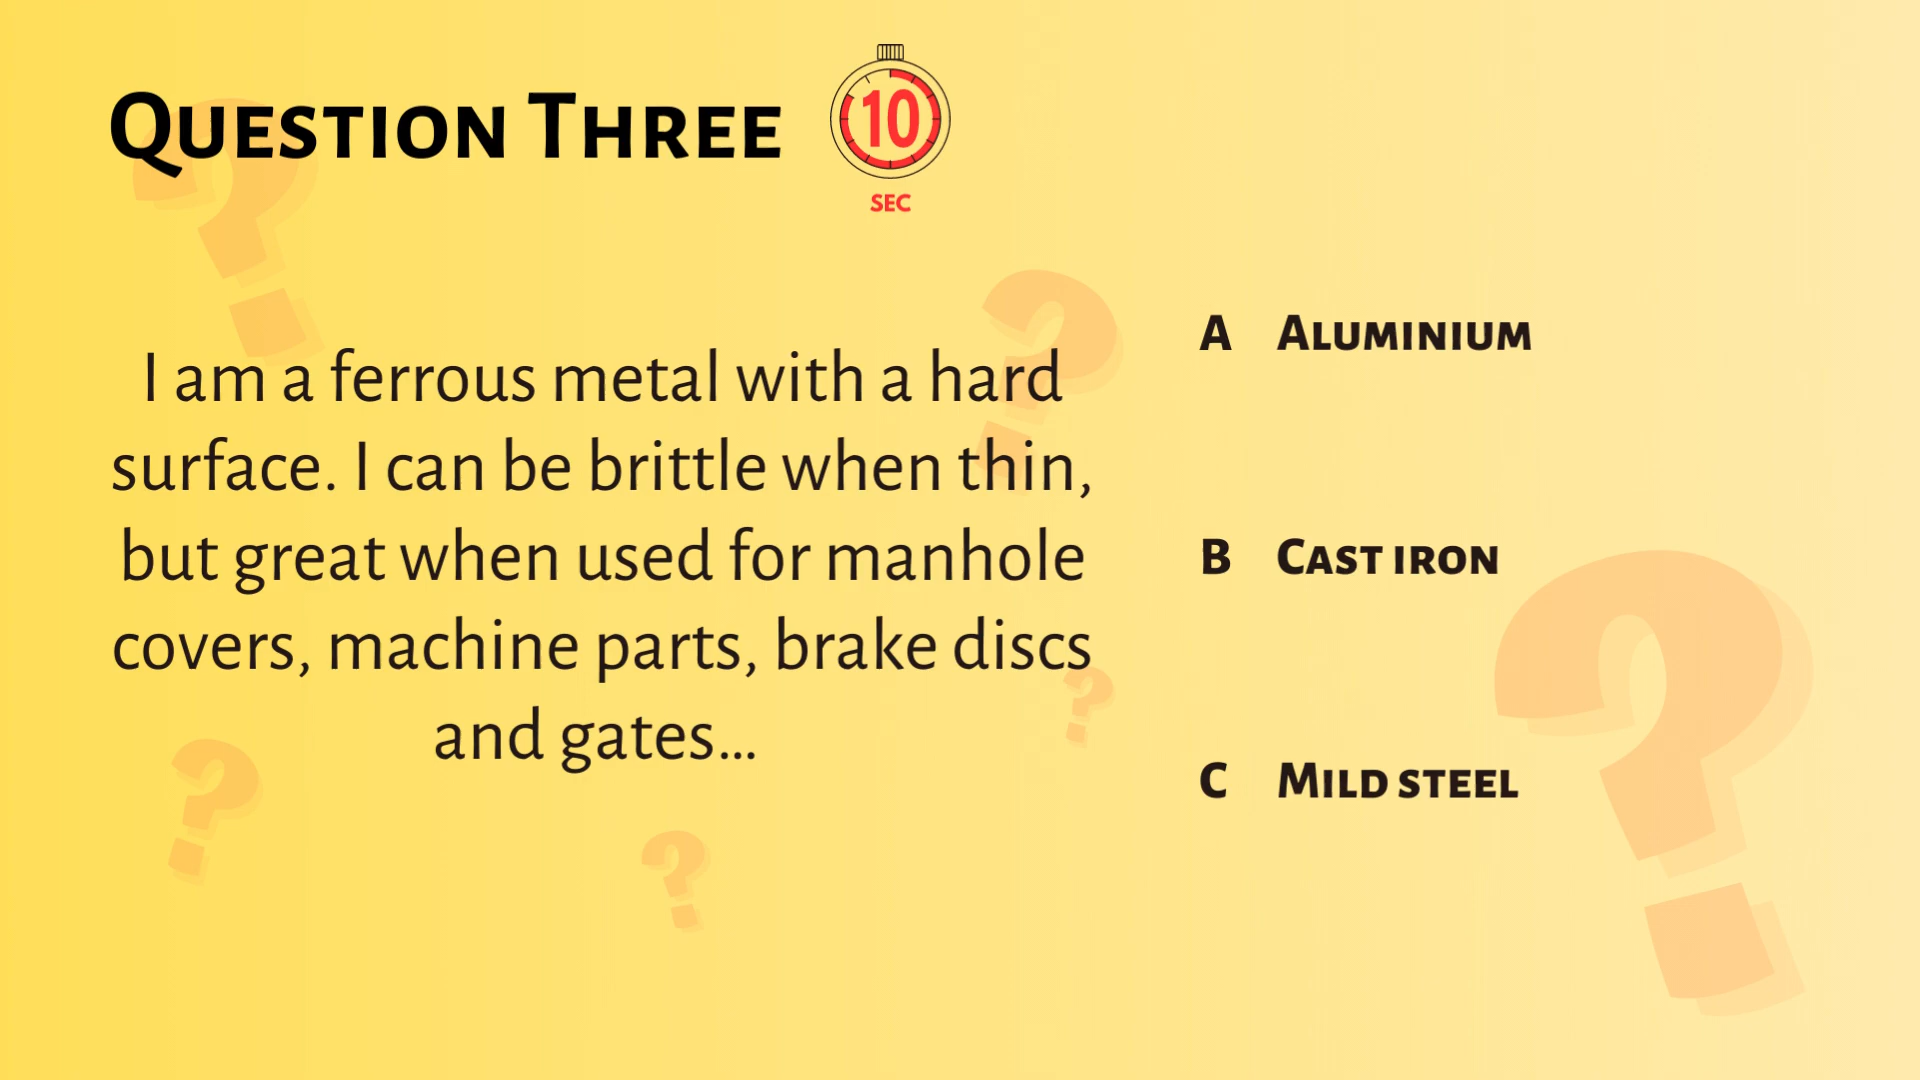 Question Three
10
SEC
I am a ferrous metal with a hard
surface. I can be brittle when thin,
but great when used for manhole
covers, machine parts, brake discs
and gates...
A Aluminium
B Cast iron
C Mild steel